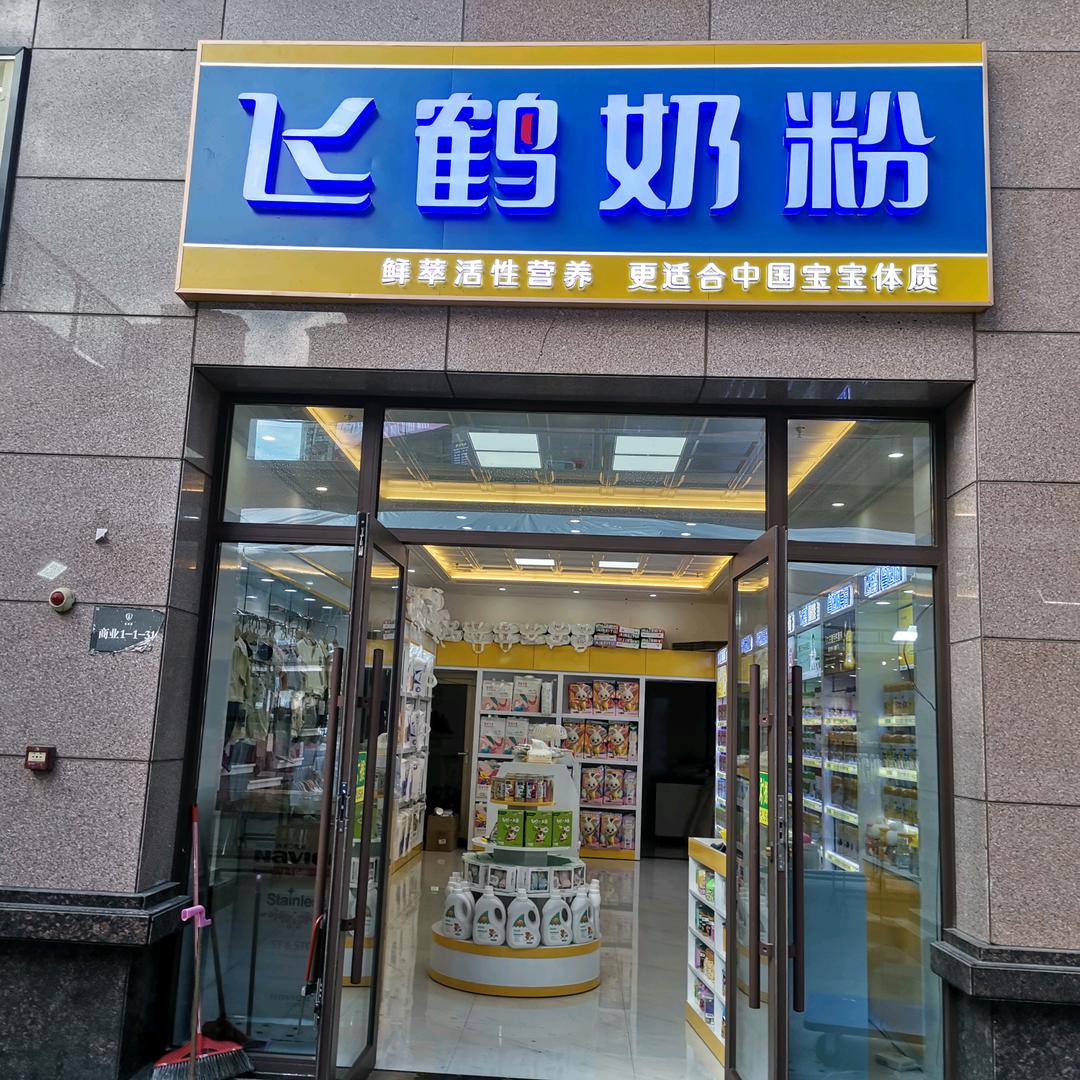 飞鹤奶粉
鲜萃活性营养 更适合中国宝宝体质
商业1-1-31
Stainle